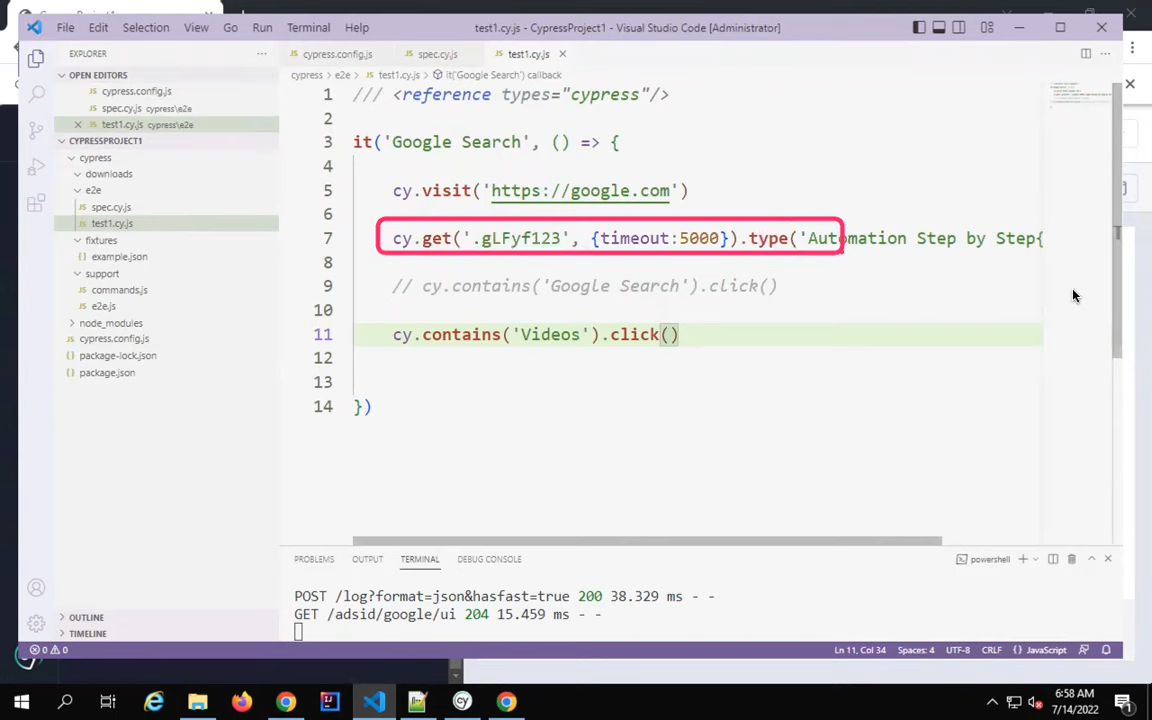 File Edit Selection View Go Run Terminal Help
test1.cy.js - CypressProject1 - Visual Studio Code [Administrator]
EXPLORER
OPEN EDITORS
cypress.config.js
spec.cy.js cypress\e2e
test1.cy.js cypress\e2e
CYPRESSPROJECT1
cypress
downloads
e2e
spec.cy.js
test1.cy.js
fixtures
example.json
support
commands.js
e2e.js
node_modules
cypress.config.js
package-lock.json
package.json
OUTLINE
TIMELINE
cypress.config.js spec.cy.js test1.cy.js
cypress > e2e > test1.cy.js > it('Google Search') callback
1 /// <reference types="cypress"/>
2
3 it('Google Search', () => {
4
5 cy.visit('https://google.com')
6
7 cy.get('.gLFyf123', {timeout:5000}).type('Automation Step by Step{
8
9 // cy.contains('Google Search').click()
10
11 cy.contains('Videos').click()
12
13
14 })
PROBLEMS OUTPUT TERMINAL DEBUG CONSOLE
powershell
POST /log?format=json&hasfast=true 200 38.329 ms - -
GET /adsid/google/ui 204 15.459 ms - -
0 0
Ln 11, Col 34 Spaces: 4 UTF-8 CRLF {} JavaScript
cy
6:58 AM
7/14/2022
1